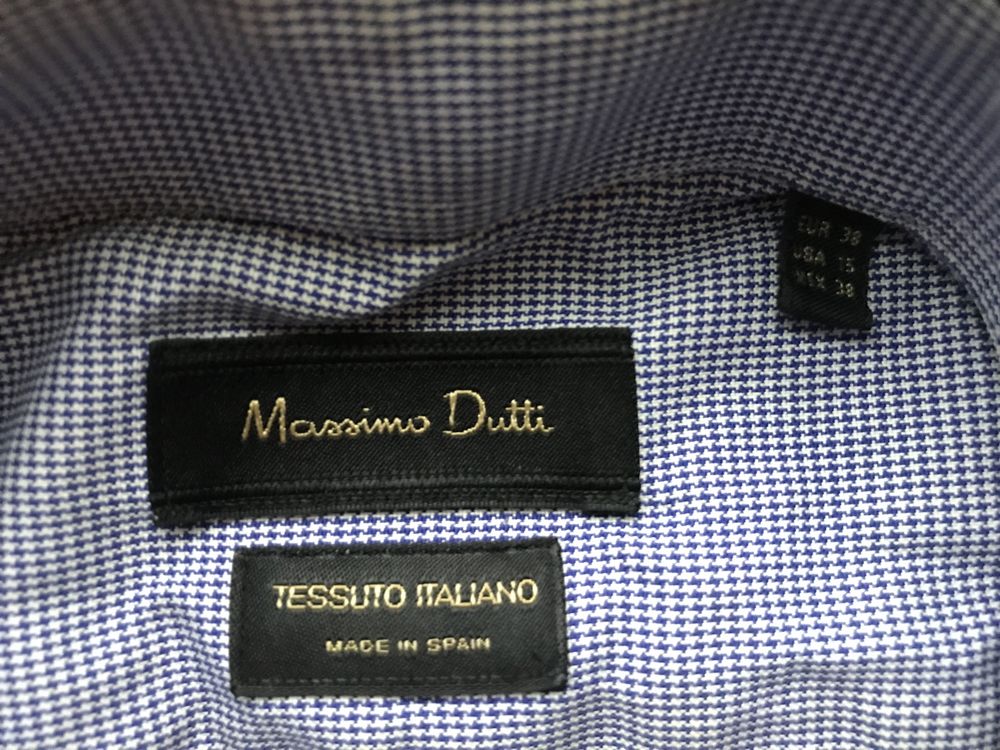 EUR 38
USA 15
MEX 38
Massimo Dutti
TESSUTO ITALIANO
MADE IN SPAIN